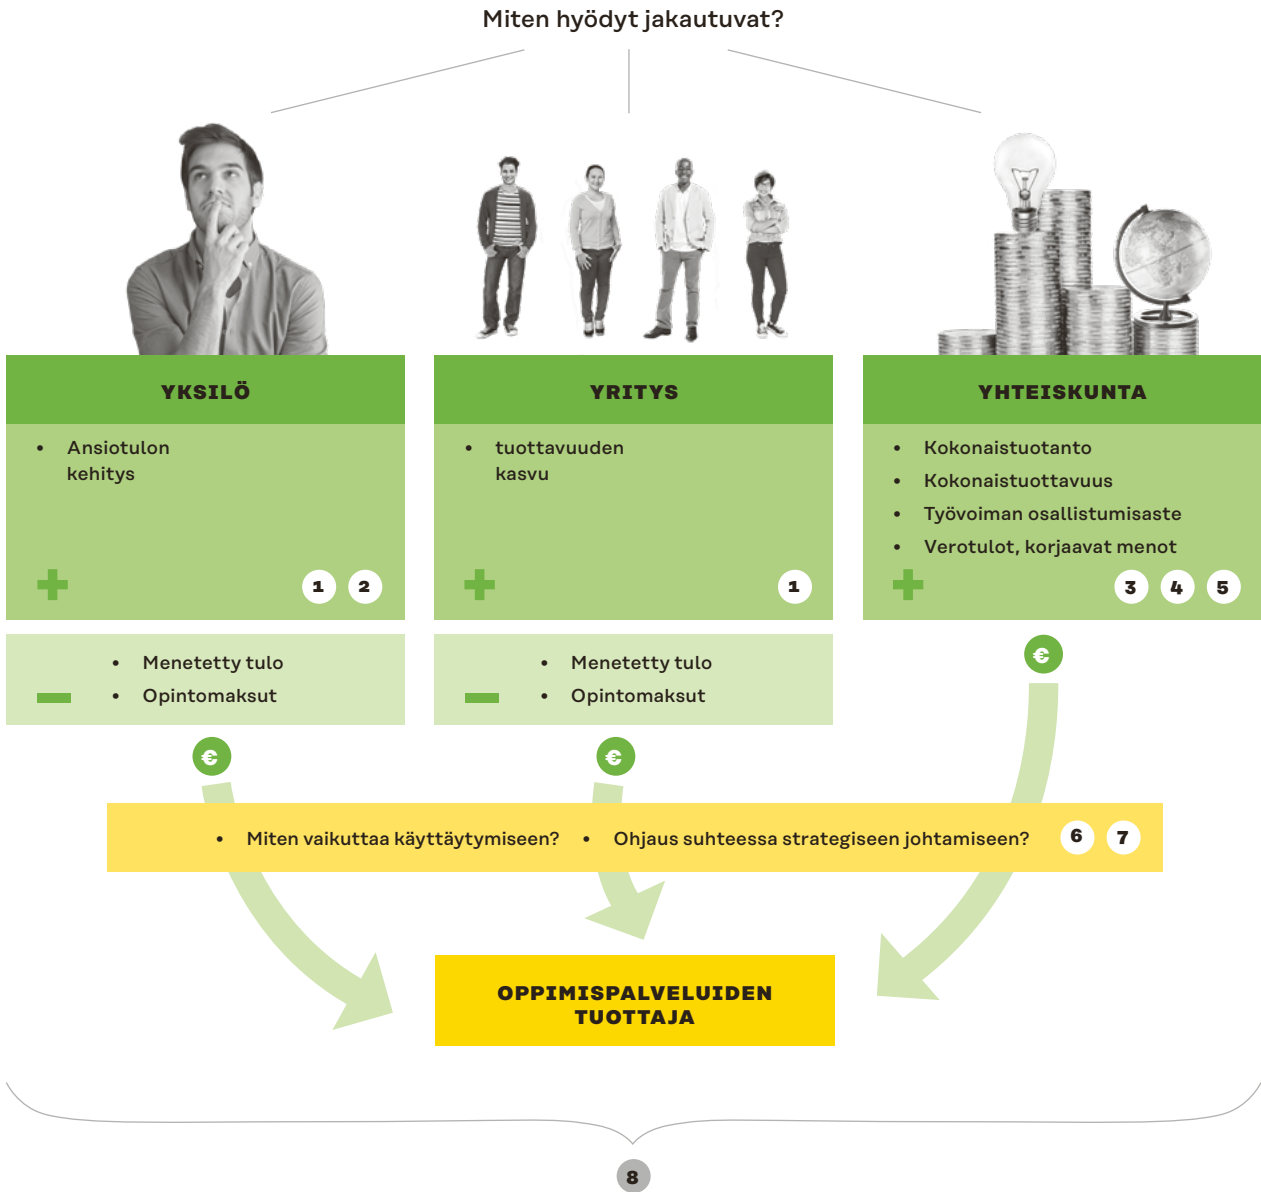 Miten hyödyt jakautuvat?
YKSILÖ
• Ansiotulon
kehitys
+
1 2
– • Menetetty tulo
• Opintomaksut
€
YRITYS
• tuottavuuden
kasvu
+
1
– • Menetetty tulo
• Opintomaksut
€
YHTEISKUNTA
• Kokonaistuotanto
• Kokonaistuottavuus
• Työvoiman osallistumisaste
• Verotulot, korjaavat menot
+
3 4 5
€
• Miten vaikuttaa käyttäytymiseen? • Ohjaus suhteessa strategiseen johtamiseen? 6 7
OPPIMISPALVELUIDEN
TUOTTAJA
8